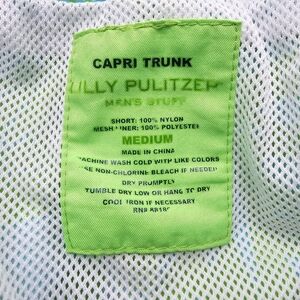 CAPRI TRUNK
LILLY PULITZER
MEN'S STUFF
SHORT: 100% NYLON
MESH LINER: 100% POLYESTER
MEDIUM
MADE IN CHINA
MACHINE WASH COLD WITH LIKE COLORS
USE NON-CHLORINE BLEACH IF NEEDED
DRY PROMPTLY
TUMBLE DRY LOW OR HANG TO DRY
COOL IRON IF NECESSARY
RN#